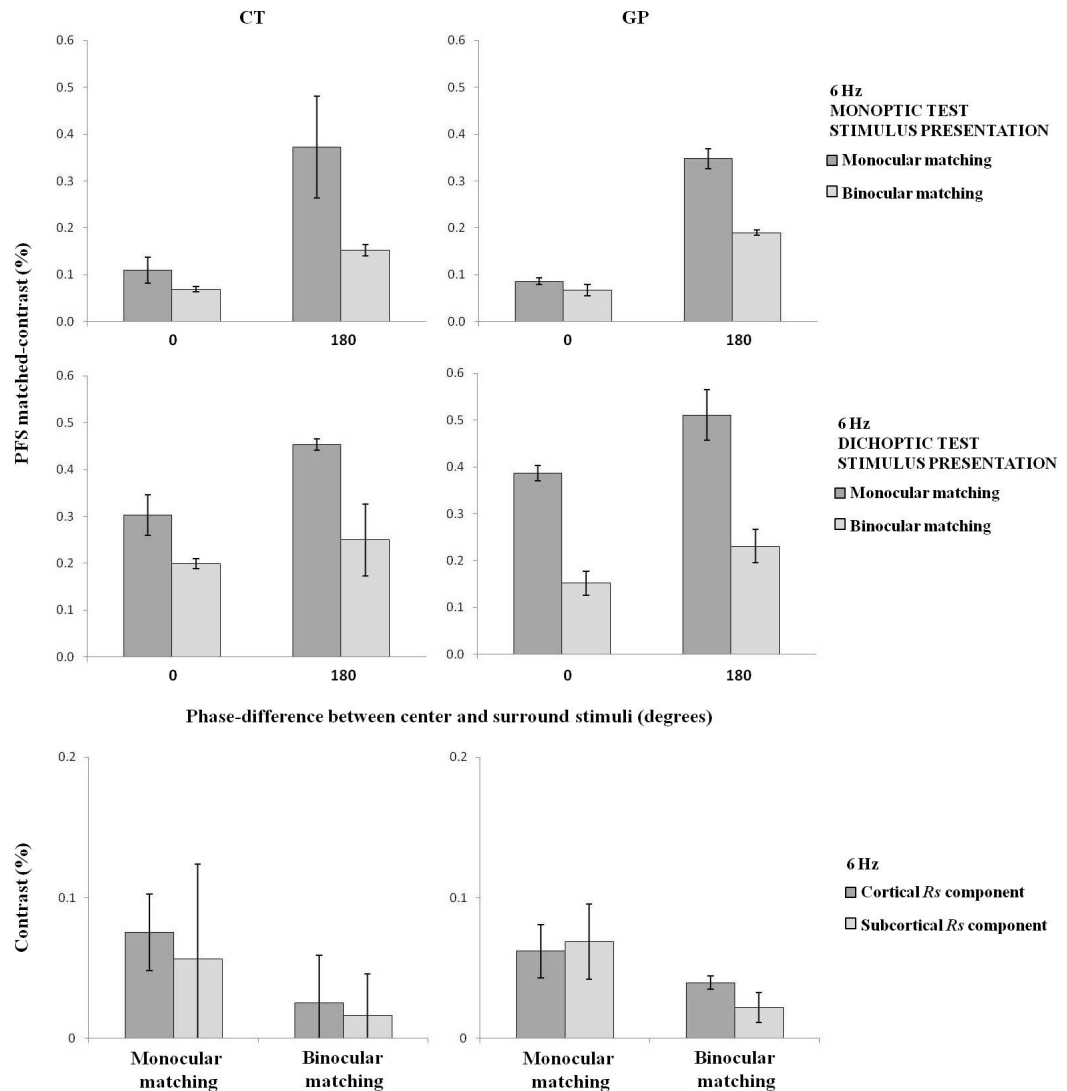 CT
GP
0.6
0.5
0.4
0.3
0.2
0.1
0.0
0
180
0.6
0.5
0.4
0.3
0.2
0.1
0.0
0
180
6 Hz
MONOPTIC TEST
STIMULUS PRESENTATION
Monocular matching
Binocular matching
PFS matched-contrast (%)
0.6
0.5
0.4
0.3
0.2
0.1
0.0
0
180
0.6
0.5
0.4
0.3
0.2
0.1
0.0
0
180
6 Hz
DICHOPTIC TEST
STIMULUS PRESENTATION
Monocular matching
Binocular matching
Phase-difference between center and surround stimuli (degrees)
Contrast (%)
0.2
0.1
0
Monocular
matching
Binocular
matching
0.2
0.1
0
Monocular
matching
Binocular
matching
6 Hz
Cortical Rs component
Subcortical Rs component